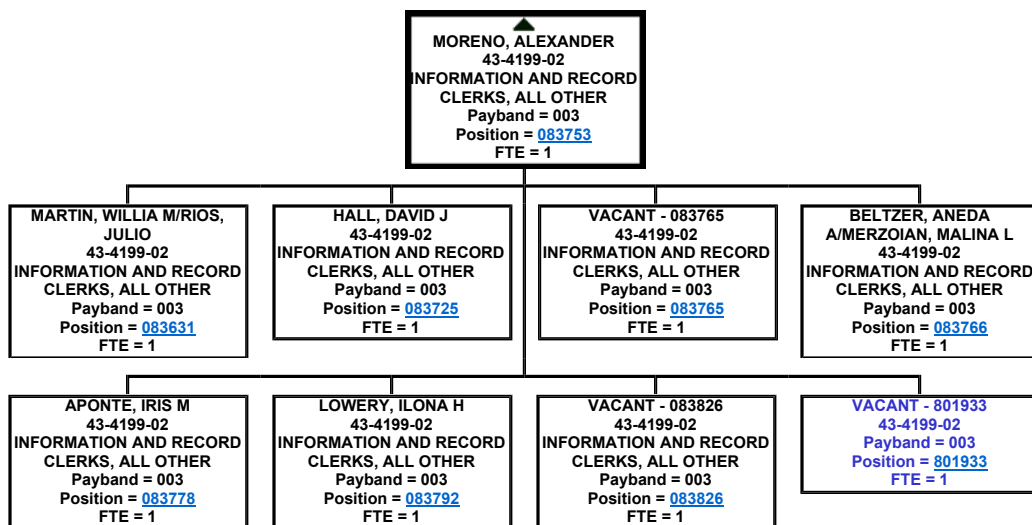 MORENO, ALEXANDER
43-4199-02
INFORMATION AND RECORD
CLERKS, ALL OTHER
Payband = 003
Position = 083753
FTE = 1
MARTIN, WILLIA M/RIOS,
JULIO
43-4199-02
INFORMATION AND RECORD
CLERKS, ALL OTHER
Payband = 003
Position = 083631
FTE = 1
HALL, DAVID J
43-4199-02
INFORMATION AND RECORD
CLERKS, ALL OTHER
Payband = 003
Position = 083725
FTE = 1
VACANT - 083765
43-4199-02
INFORMATION AND RECORD
CLERKS, ALL OTHER
Payband = 003
Position = 083765
FTE = 1
BELTZER, ANEDA
A/MERZOIAN, MALINA L
43-4199-02
INFORMATION AND RECORD
CLERKS, ALL OTHER
Payband = 003
Position = 083766
FTE = 1
APONTE, IRIS M
43-4199-02
INFORMATION AND RECORD
CLERKS, ALL OTHER
Payband = 003
Position = 083778
FTE = 1
LOWERY, ILONA H
43-4199-02
INFORMATION AND RECORD
CLERKS, ALL OTHER
Payband = 003
Position = 083792
FTE = 1
VACANT - 083826
43-4199-02
INFORMATION AND RECORD
CLERKS, ALL OTHER
Payband = 003
Position = 083826
FTE = 1
VACANT - 801933
43-4199-02
Payband = 003
Position = 801933
FTE = 1